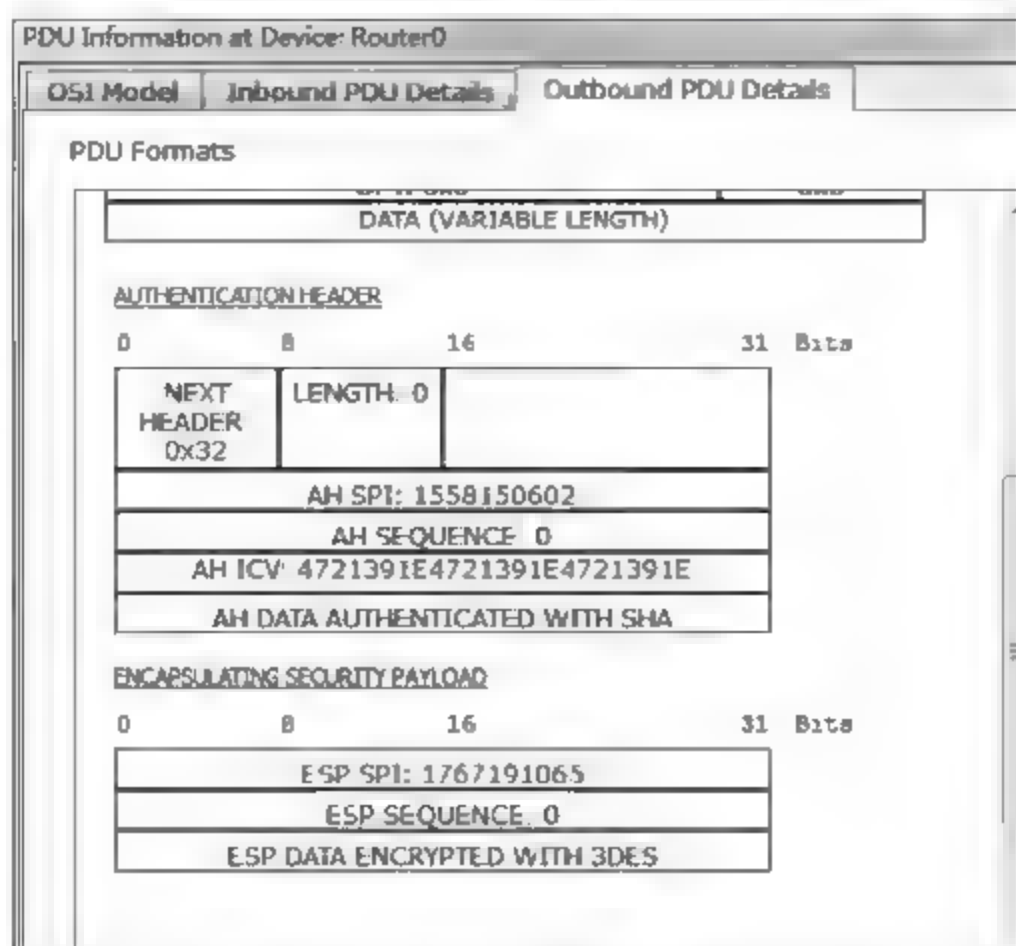 PDU Information at Device: Router0
OSI Model Inbound PDU Details Outbound PDU Details
PDU Formats
DATA (VARIABLE LENGTH)
AUTHENTICATION HEADER
0 8 16 31 Bits
NEXT HEADER 0x32 LENGTH: 0
AH SPI: 1558150602
AH SEQUENCE: 0
AH ICV: 4721391E4721391E4721391E
AH DATA AUTHENTICATED WITH SHA
ENCAPSULATING SECURITY PAYLOAD
0 8 16 31 Bits
ESP SPI: 1767191065
ESP SEQUENCE: 0
ESP DATA ENCRYPTED WITH 3DES